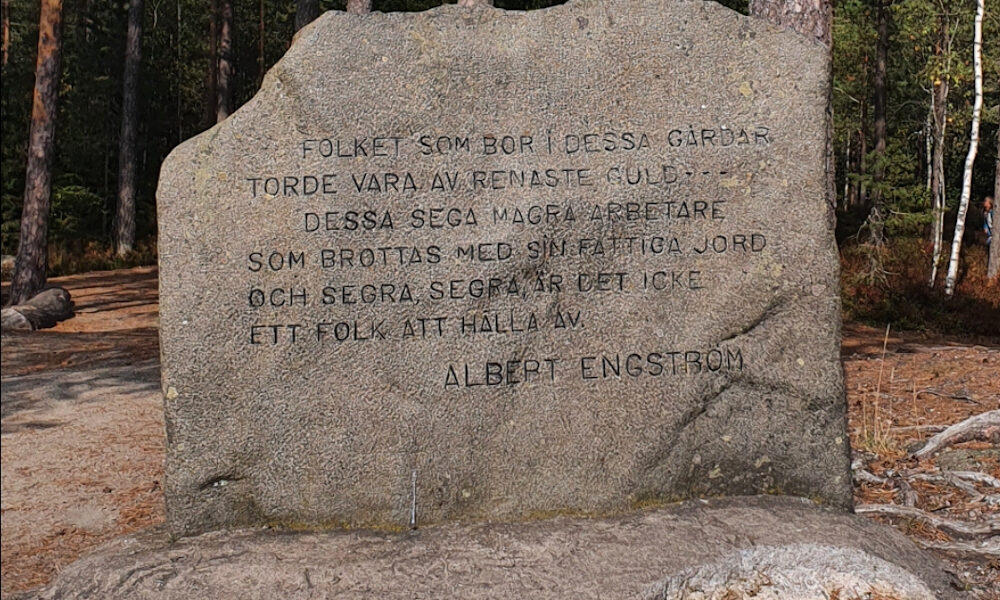 FOLKET SOM BOR I DESSA GÅRDAR
TORDE VARA AV RENASTE GULD---
DESSA SEGA MAGRA ARBETARE
SOM BROTTAS MED SIN FATTIGA JORD
OCH SEGRA, SEGRA, ÄR DET ICKE
ETT FOLK ATT HÅLLA AV.
ALBERT ENGSTRÖM